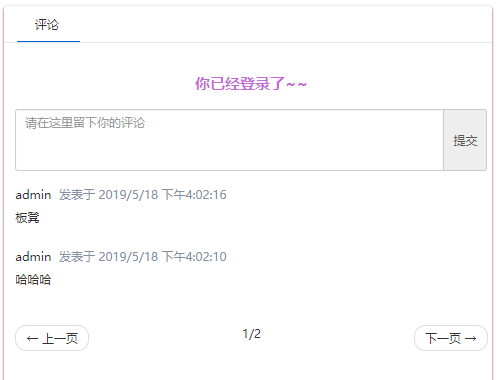 评论
你已经登录了~~
请在这里留下你的评论
提交
admin 发表于 2019/5/18 下午4:02:16
板凳
admin 发表于 2019/5/18 下午4:02:10
哈哈哈
← 上一页 1/2 下一页 →